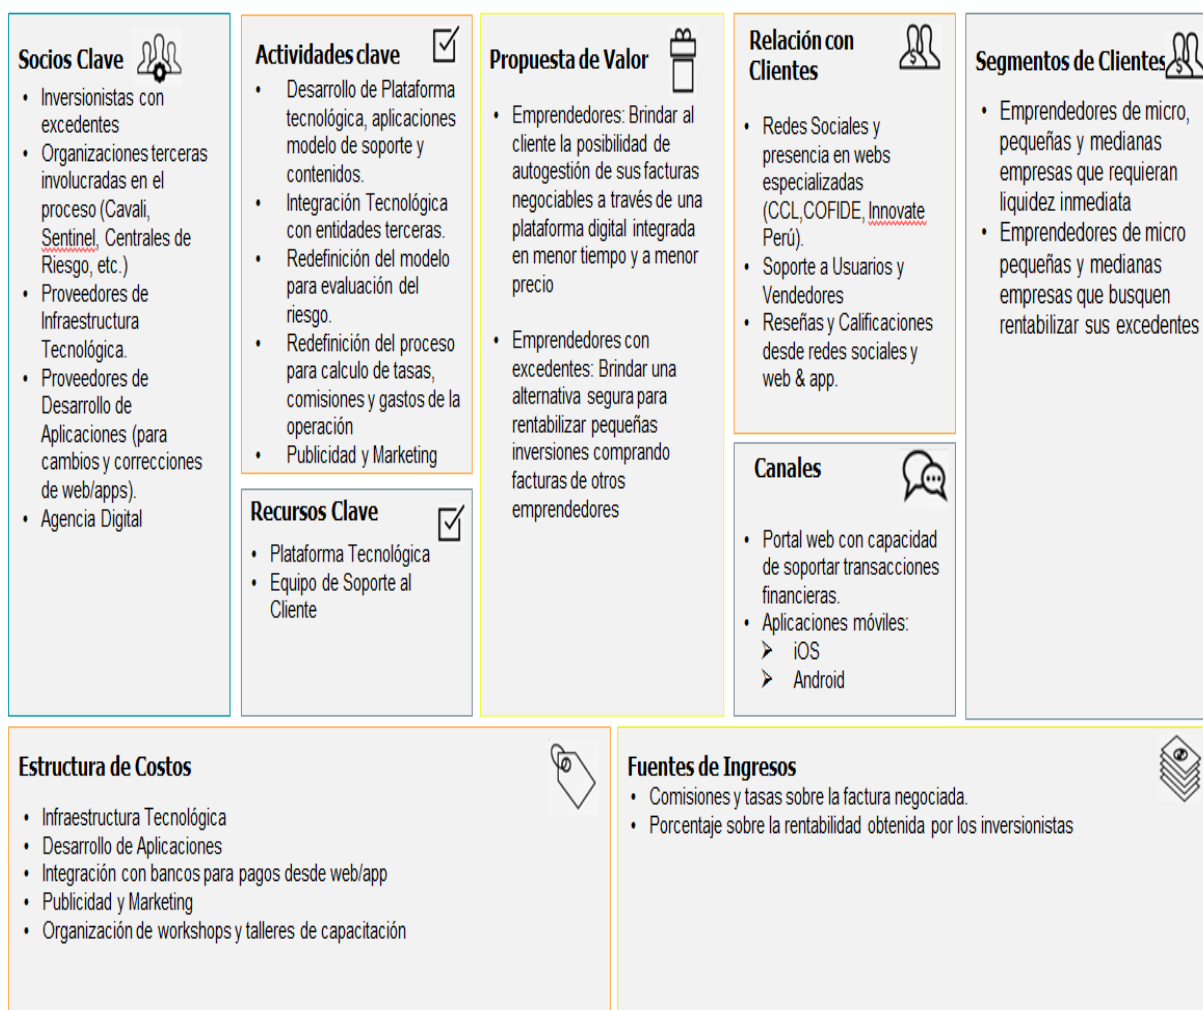 Socios Clave
• Inversionistas con
excedentes
• Organizaciones terceras
involucradas en el
proceso (Cavali,
Sentinel, Centrales de
Riesgo, etc.)
• Proveedores de
Infraestructura
Tecnológica.
• Proveedores de
Desarrollo de
Aplicaciones (para
cambios y correcciones
de web/apps).
• Agencia Digital
Actividades clave
• Desarrollo de Plataforma
tecnológica, aplicaciones
modelo de soporte y
contenidos.
• Integración Tecnológica
con entidades terceras.
• Redefinición del modelo
para evaluación del
riesgo.
• Redefinición del proceso
para calculo de tasas,
comisiones y gastos de la
operación
• Publicidad y Marketing
Recursos Clave
• Plataforma Tecnológica
• Equipo de Soporte al
Cliente
Propuesta de Valor
• Emprendedores: Brindar al
cliente la posibilidad de
autogestión de sus facturas
negociables a través de una
plataforma digital integrada
en menor tiempo y a menor
precio
• Emprendedores con
excedentes: Brindar una
alternativa segura para
rentabilizar pequeñas
inversiones comprando
facturas de otros
emprendedores
Relación con
Clientes
• Redes Sociales y
presencia en webs
especializadas
(CCL,COFIDE, Innovate
Perú).
• Soporte a Usuarios y
Vendedores
• Reseñas y Calificaciones
desde redes sociales y
web & app.
Canales
• Portal web con capacidad
de soportar transacciones
financieras.
• Aplicaciones móviles:
➢ iOS
➢ Android
Segmentos de Clientes
• Emprendedores de micro,
pequeñas y medianas
empresas que requieran
liquidez inmediata
• Emprendedores de micro
pequeñas y medianas
empresas que busquen
rentabilizar sus excedentes
Estructura de Costos
• Infraestructura Tecnológica
• Desarrollo de Aplicaciones
• Integración con bancos para pagos desde web/app
• Publicidad y Marketing
• Organización de workshops y talleres de capacitación
Fuentes de Ingresos
• Comisiones y tasas sobre la factura negociada.
• Porcentaje sobre la rentabilidad obtenida por los inversionistas